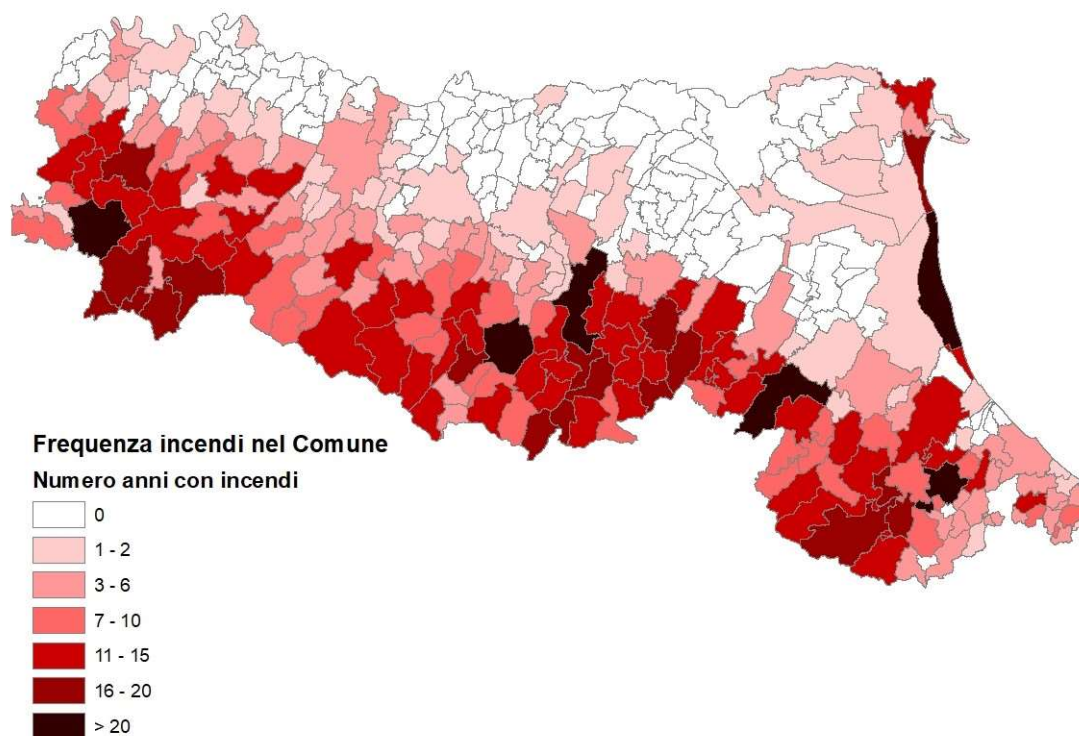 Frequenza incendi nel Comune
Numero anni con incendi
0
1 - 2
3 - 6
7 - 10
11 - 15
16 - 20
> 20